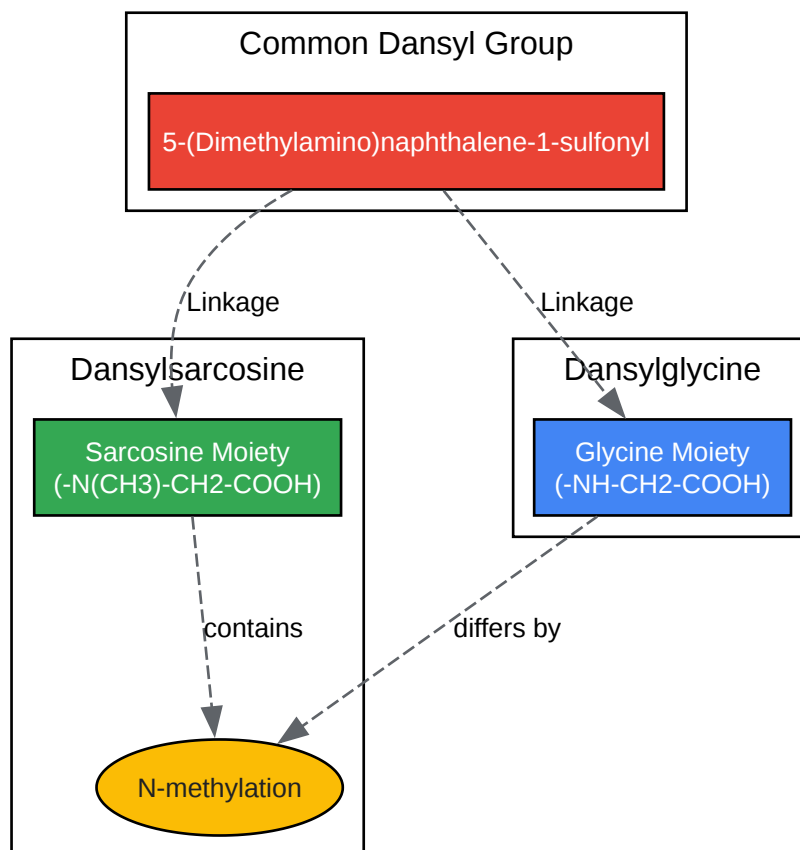 Common Dansyl Group
5-(Dimethylamino)naphthalene-1-sulfonyl
Linkage
Linkage
Dansylsarcosine
Dansylglycine
Sarcosine Moiety
(-N(CH3)-CH2-COOH)
Glycine Moiety
(-NH-CH2-COOH)
contains
differs by
N-methylation